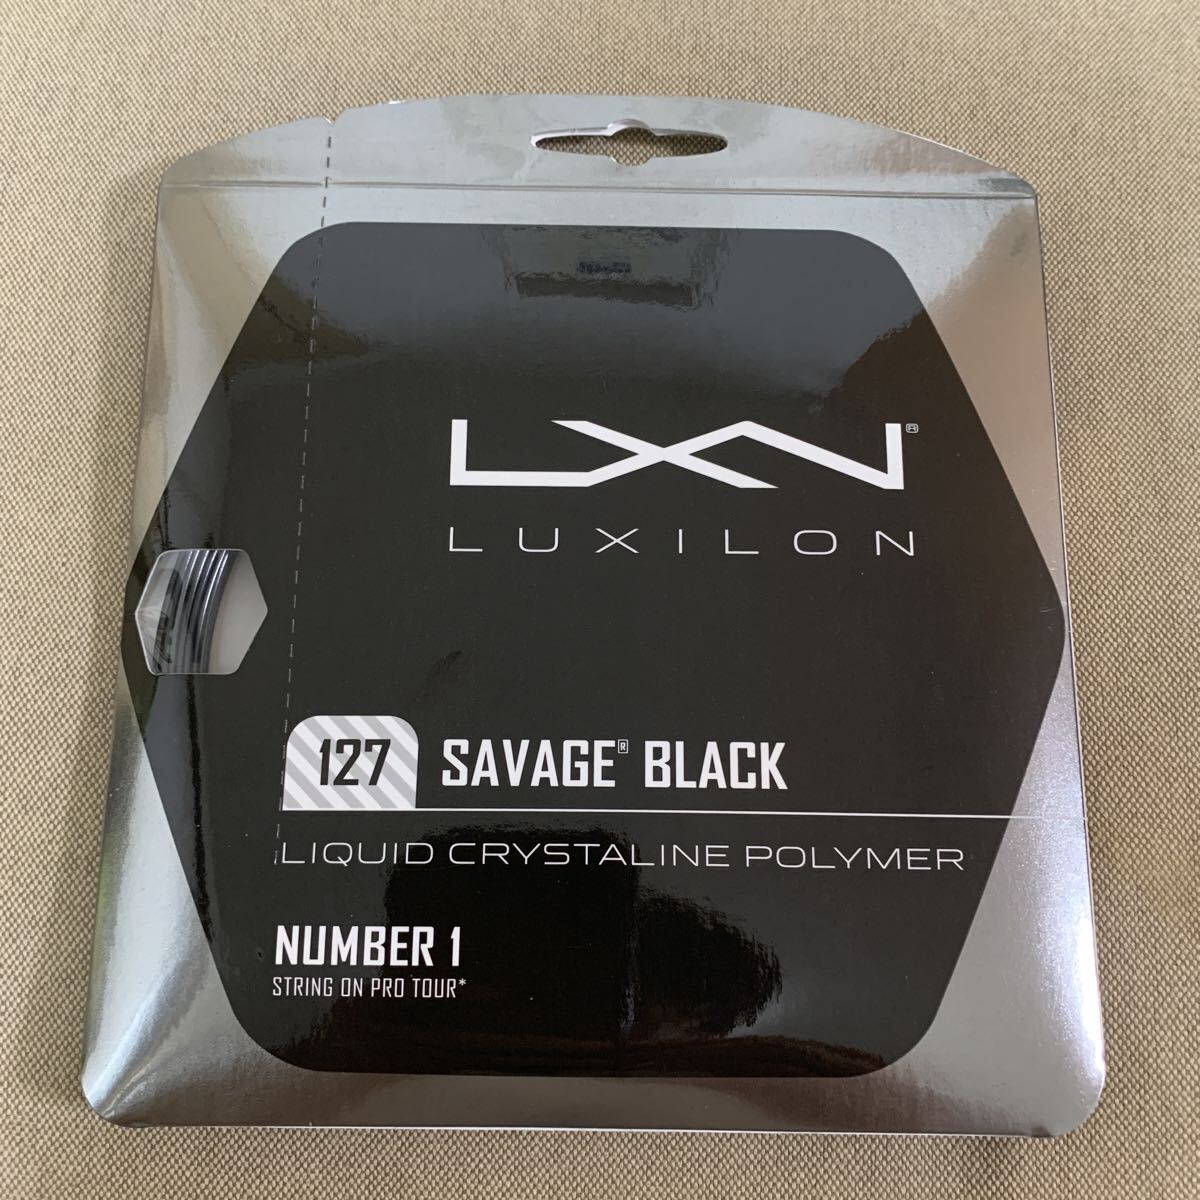 LXN®
LUXILON
127 SAVAGE® BLACK
LIQUID CRYSTALINE POLYMER
NUMBER 1
STRING ON PRO TOUR*